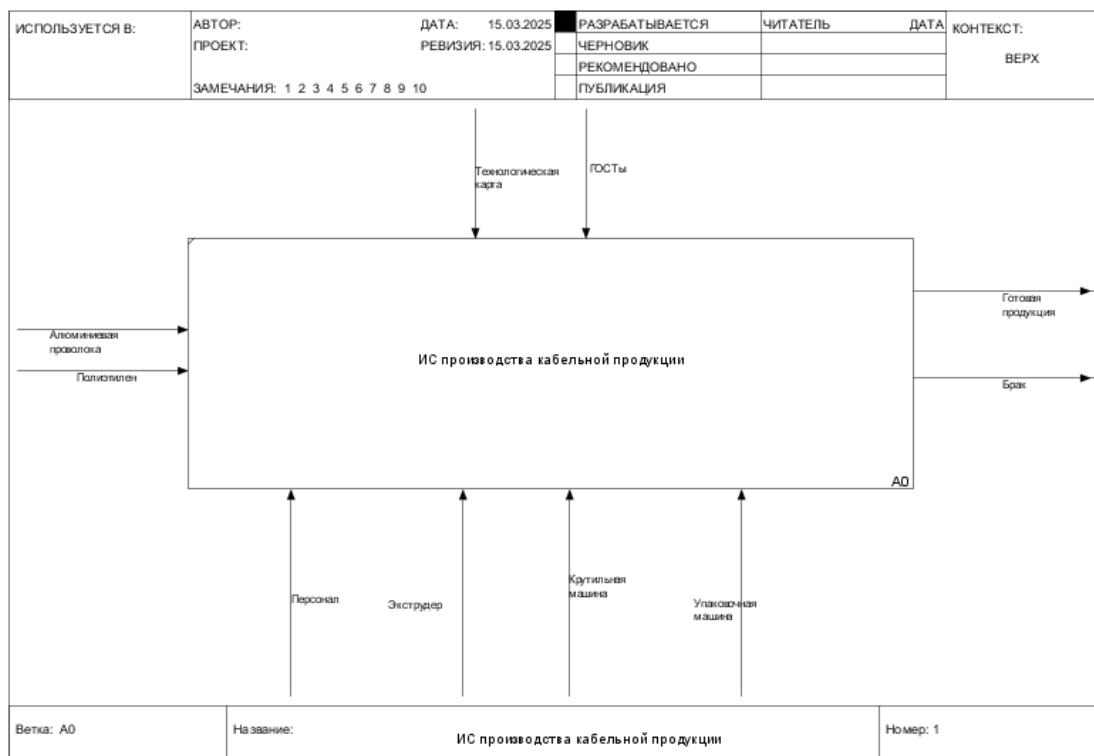 ИСПОЛЬЗУЕТСЯ В:
АВТОР:
ДАТА: 15.03.2025
РАЗРАБАТЫВАЕТСЯ
ЧИТАТЕЛЬ
ДАТА
КОНТЕКСТ:
ПРОЕКТ:
РЕВИЗИЯ: 15.03.2025
ЧЕРНОВИК
ВЕРХ
РЕКОМЕНДОВАНО
ЗАМЕЧАНИЯ: 1 2 3 4 5 6 7 8 9 10
ПУБЛИКАЦИЯ
Технологическая
карта
ГОСТы
Алюминиевая
проволока
Полиэтилен
ИС производства кабельной продукции
Готовая
продукция
Брак
A0
Персонал
Экструдер
Крутильная
машина
Упаковочная
машина
Ветка: A0
Название:
ИС производства кабельной продукции
Номер: 1